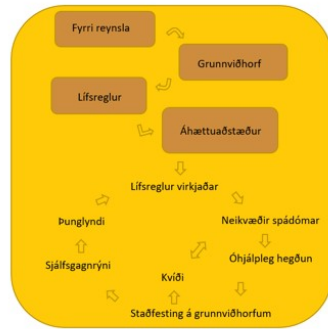 Fyrri reynsla
Grunnviðhorf
Lífsreglur
Áhættuaðstæður
Lífsreglur virkjaðar
Þunglyndi
Neikvæðir spádómar
Sjálfsgagnrýni
Kvíði
Óhjálpleg hegðun
Staðfesting á grunnviðhorfum